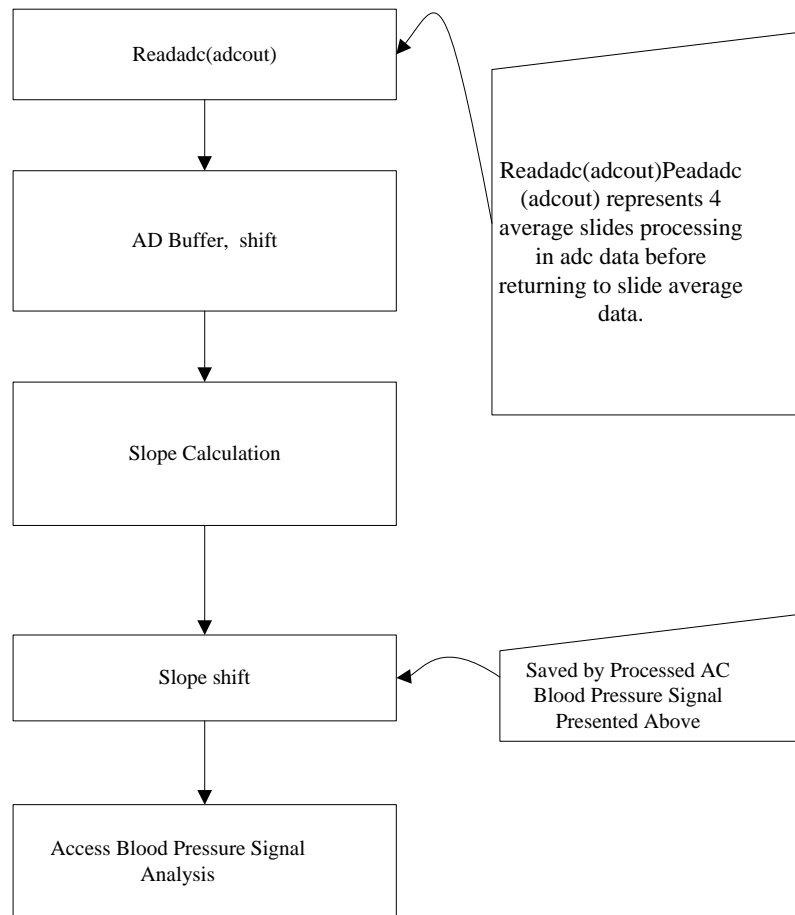 Readadc(adcout)
Readadc(adcout)Peadadc
(adcout) represents 4
average slides processing
in adc data before
returning to slide average
data.
AD Buffer,  shift
Slope Calculation
Slope shift
Saved by Processed AC
Blood Pressure Signal
Presented Above
Access Blood Pressure Signal
Analysis